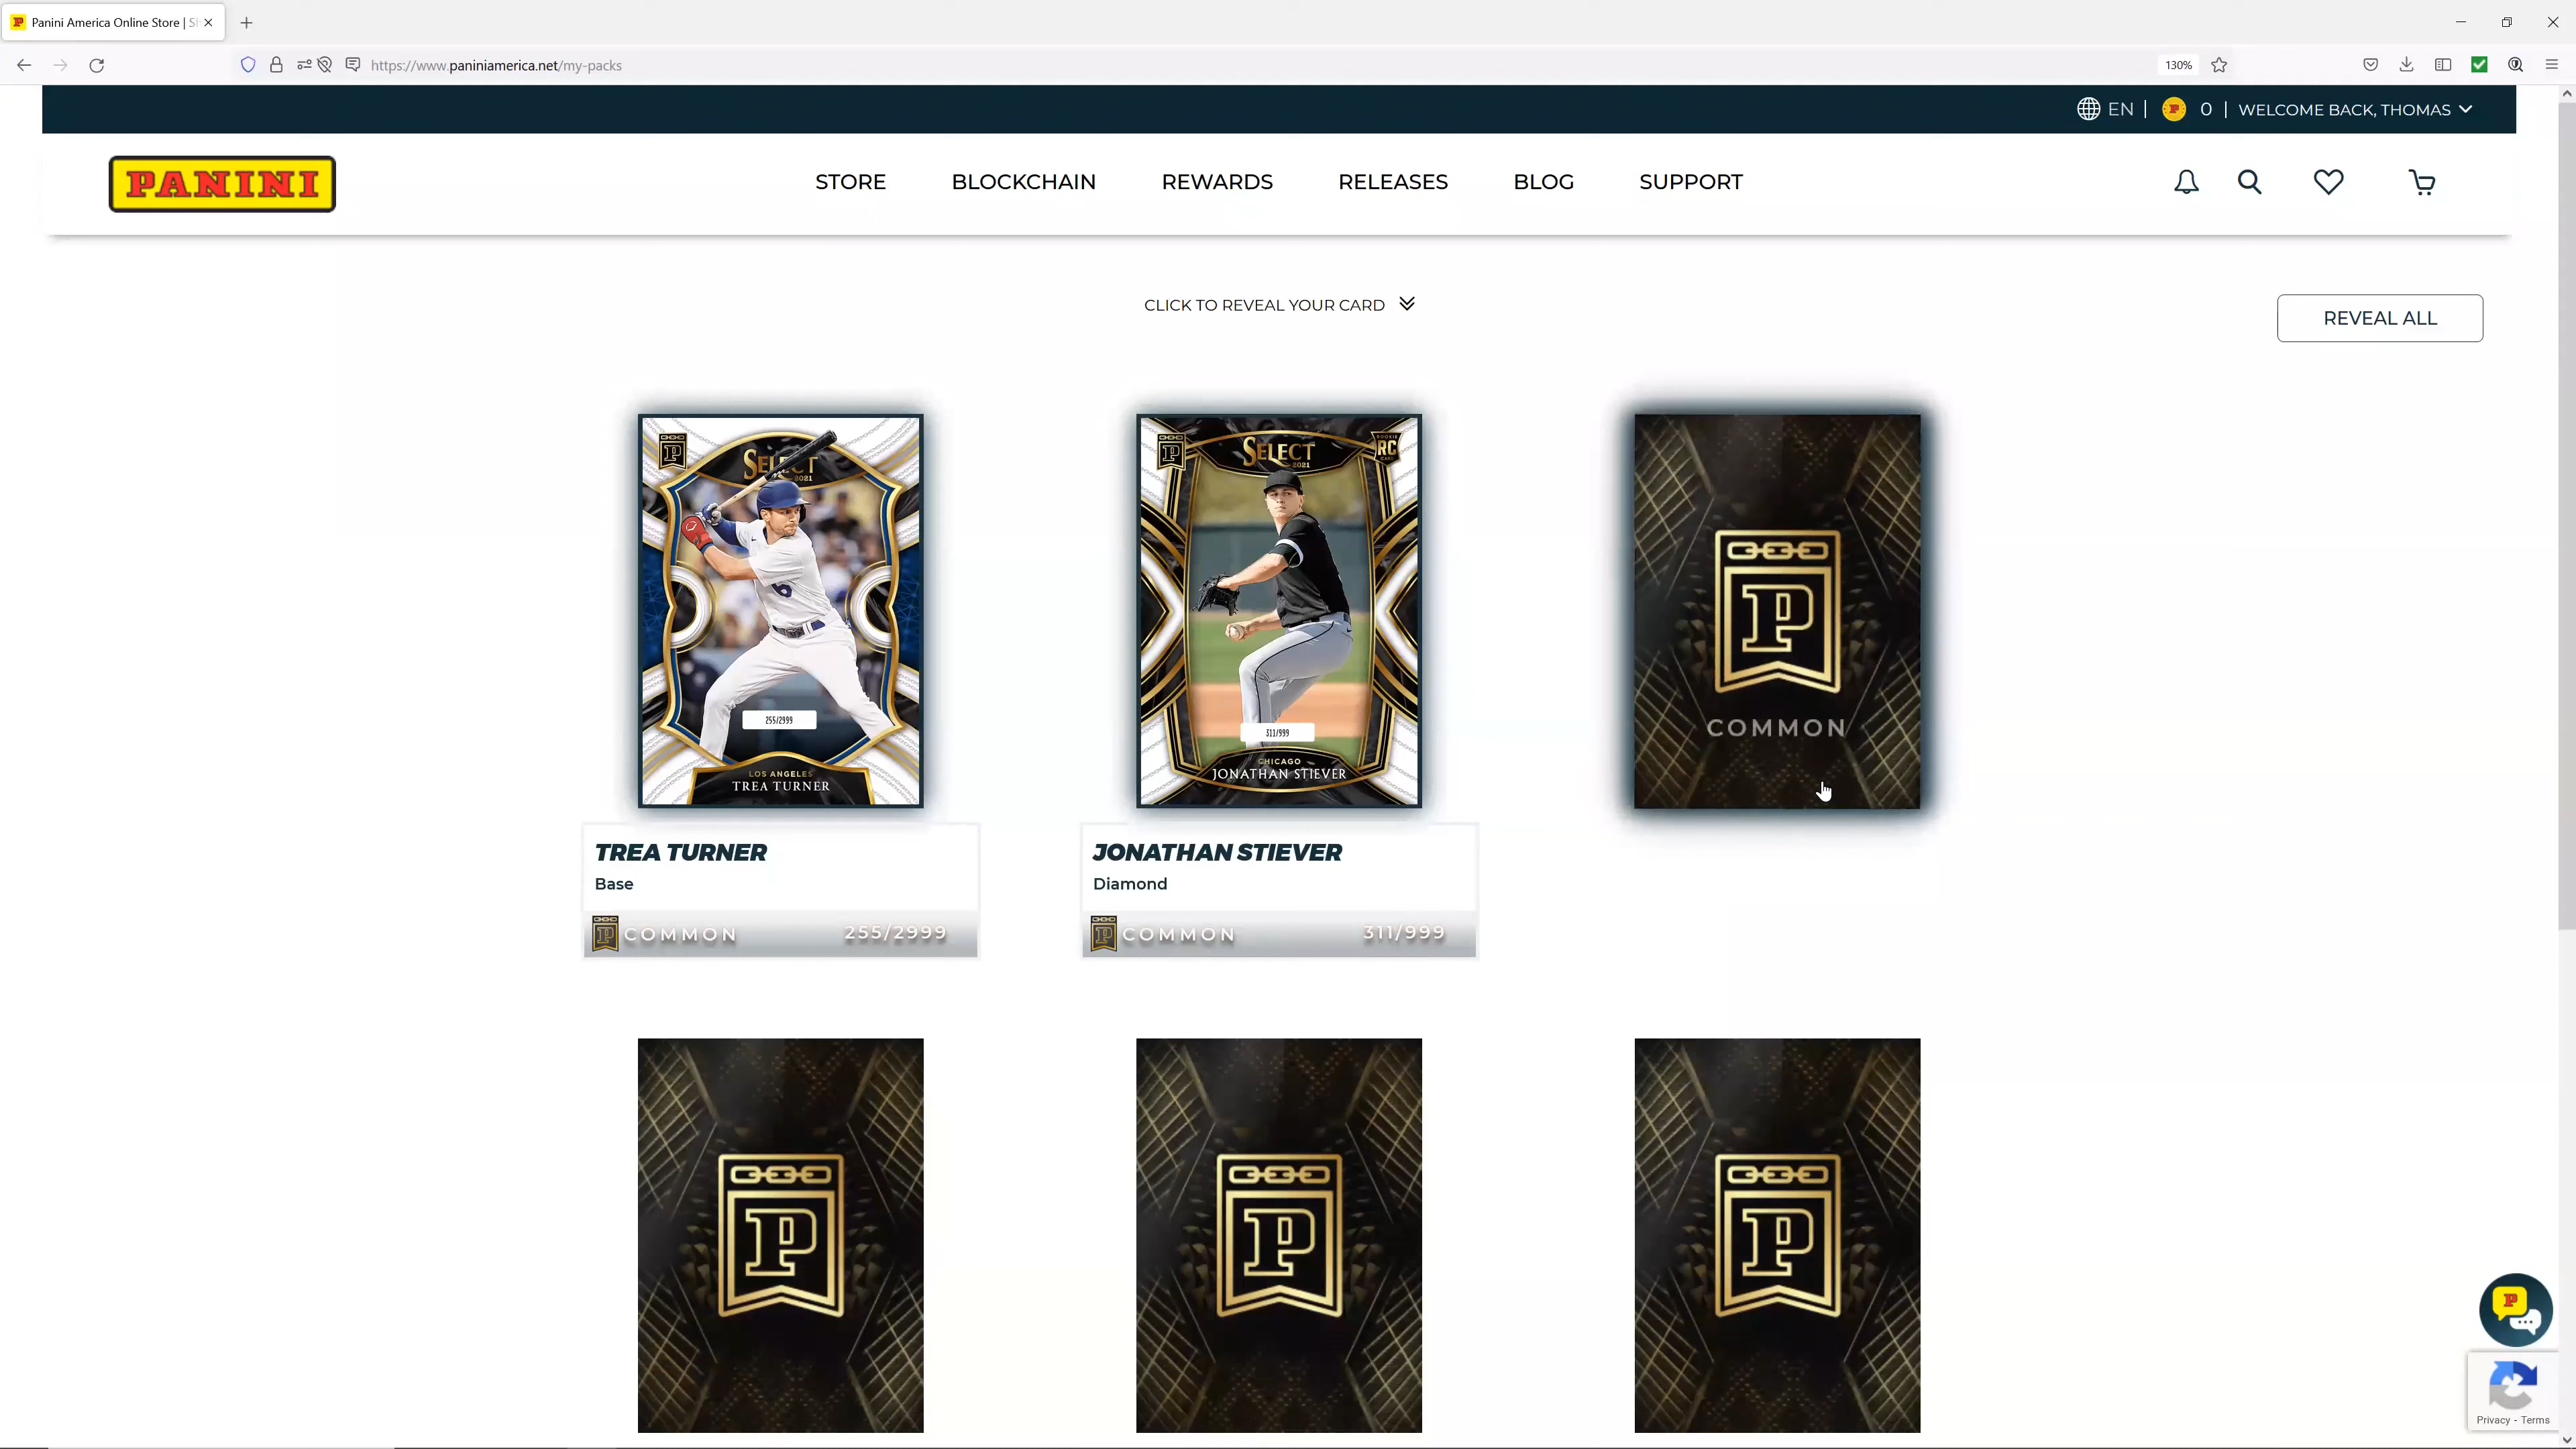 Panini America Online Store | S
https://www.paniniamerica.net/my-packs
130%
EN | P 0 | WELCOME BACK, THOMAS
PANINI
STORE BLOCKCHAIN REWARDS RELEASES BLOG SUPPORT
CLICK TO REVEAL YOUR CARD
REVEAL ALL
P
SELECT
2021
6
255/2999
LOS ANGELES
TREA TURNER
P
SELECT
2021
ROOKIE
RC
CARD
311/999
CHICAGO
JONATHAN STIEVER
P
COMMON
TREA TURNER
Base
P COMMON 255/2999
JONATHAN STIEVER
Diamond
P COMMON 311/999
P
P
P
P
Privacy - Terms